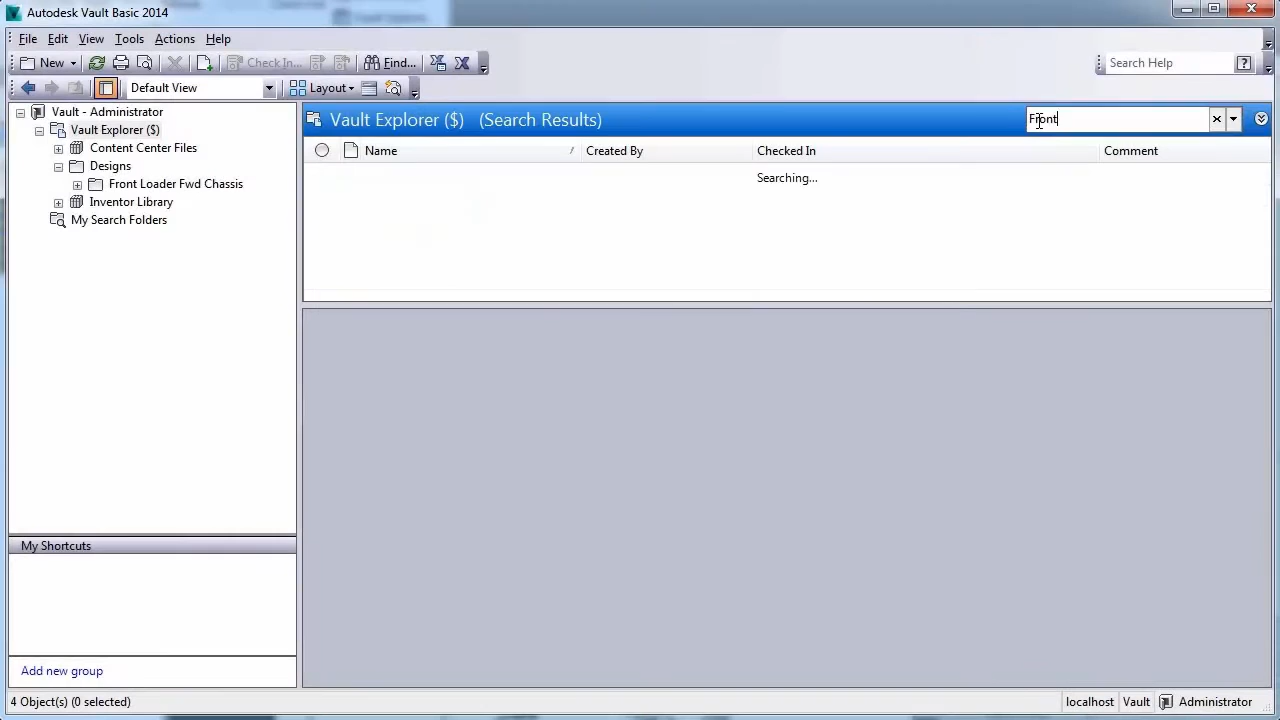 Autodesk Vault Basic 2014
File Edit View Tools Actions Help
New Check In... Find... Search Help
Default View Layout
Vault - Administrator
Vault Explorer ($)
Content Center Files
Designs
Front Loader Fwd Chassis
Inventor Library
My Search Folders
My Shortcuts
Add new group
Vault Explorer ($) (Search Results) Front
Name Created By Checked In Comment
Searching...
4 Object(s) (0 selected) localhost Vault Administrator